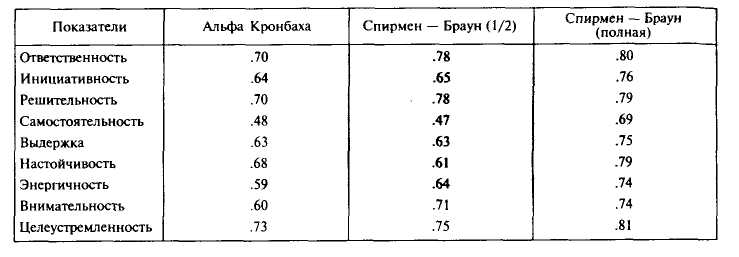 Показатели Альфа Кронбаха Спирмен — Браун (1/2) Спирмен — Браун (полная)
Ответственность .70 .78 .80
Инициативность .64 .65 .76
Решительность .70 .78 .79
Самостоятельность .48 .47 .69
Выдержка .63 .63 .75
Настойчивость .68 .61 .79
Энергичность .59 .64 .74
Внимательность .60 .71 .74
Целеустремленность .73 .75 .81